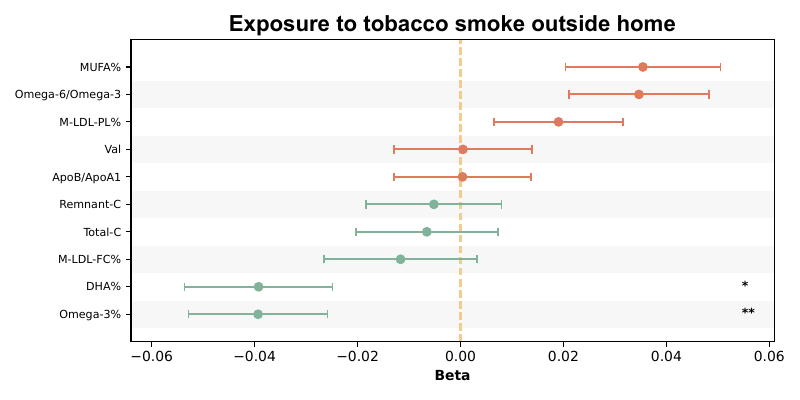 Exposure to tobacco smoke outside home
MUFA%
Omega-6/Omega-3
M-LDL-PL%
Val
ApoB/ApoA1
Remnant-C
Total-C
M-LDL-FC%
DHA% *
Omega-3% **
−0.06 −0.04 −0.02 0.00 0.02 0.04 0.06
Beta